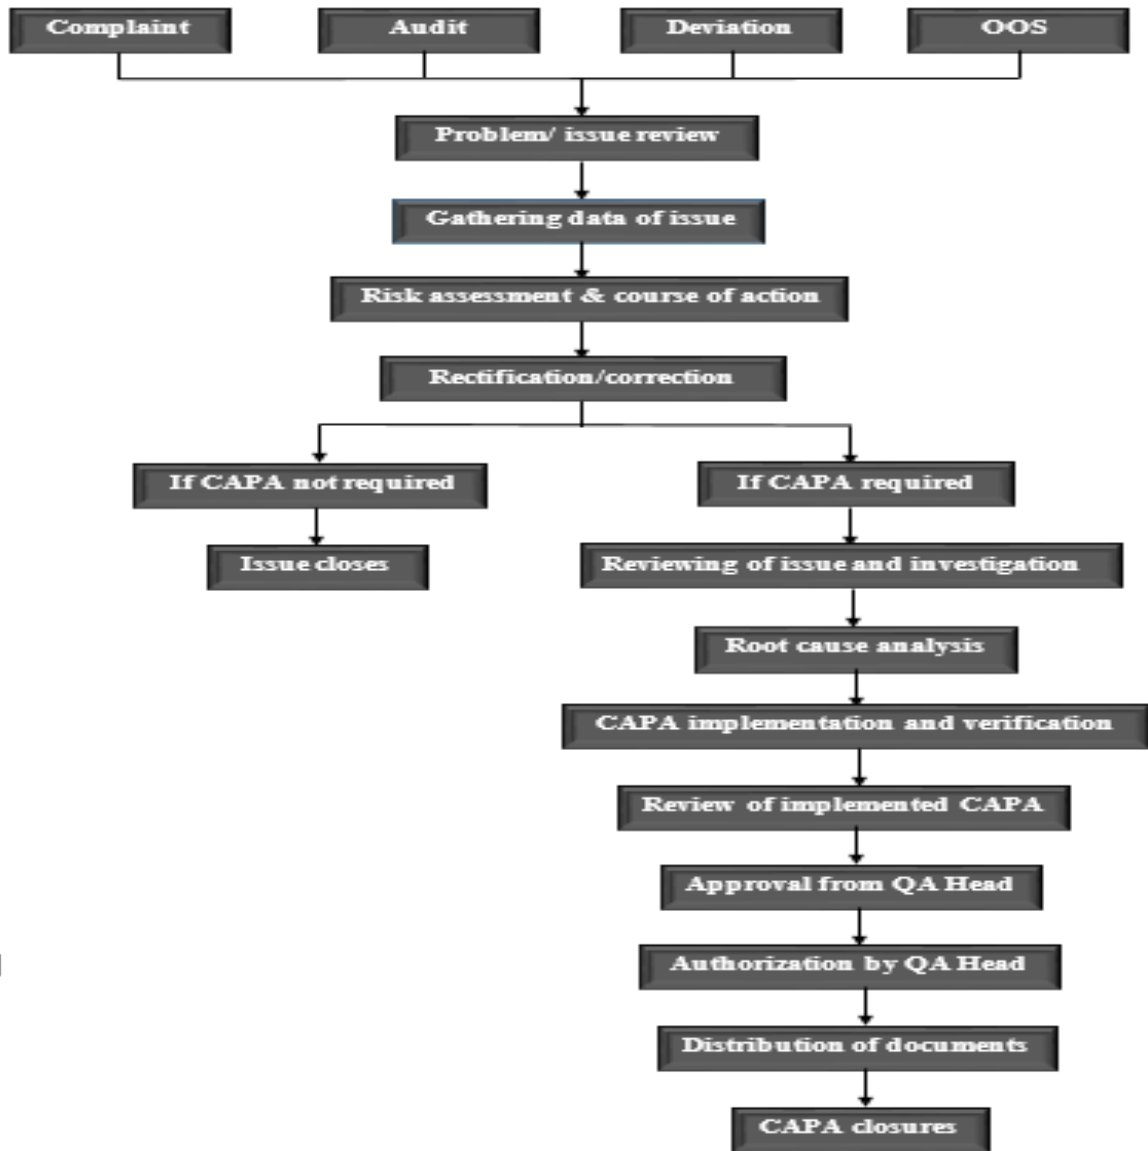 Complaint
Audit
Deviation
OOS
Problem/ issue review
Gathering data of issue
Risk assessment & course of action
Rectification/correction
If CAPA not required
If CAPA required
Issue closes
Reviewing of issue and investigation
Root cause analysis
CAPA implementation and verification
Review of implemented CAPA
Approval from QA Head
Authorization by QA Head
Distribution of documents
CAPA closures